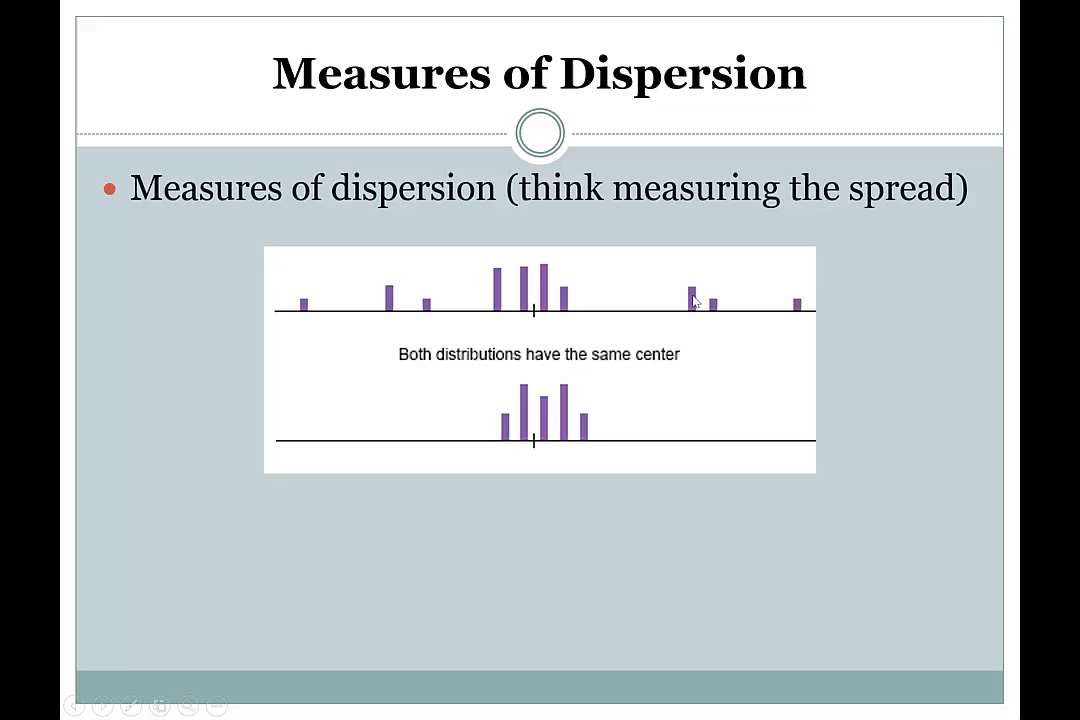 Measures of Dispersion
Measures of dispersion (think measuring the spread)
Both distributions have the same center